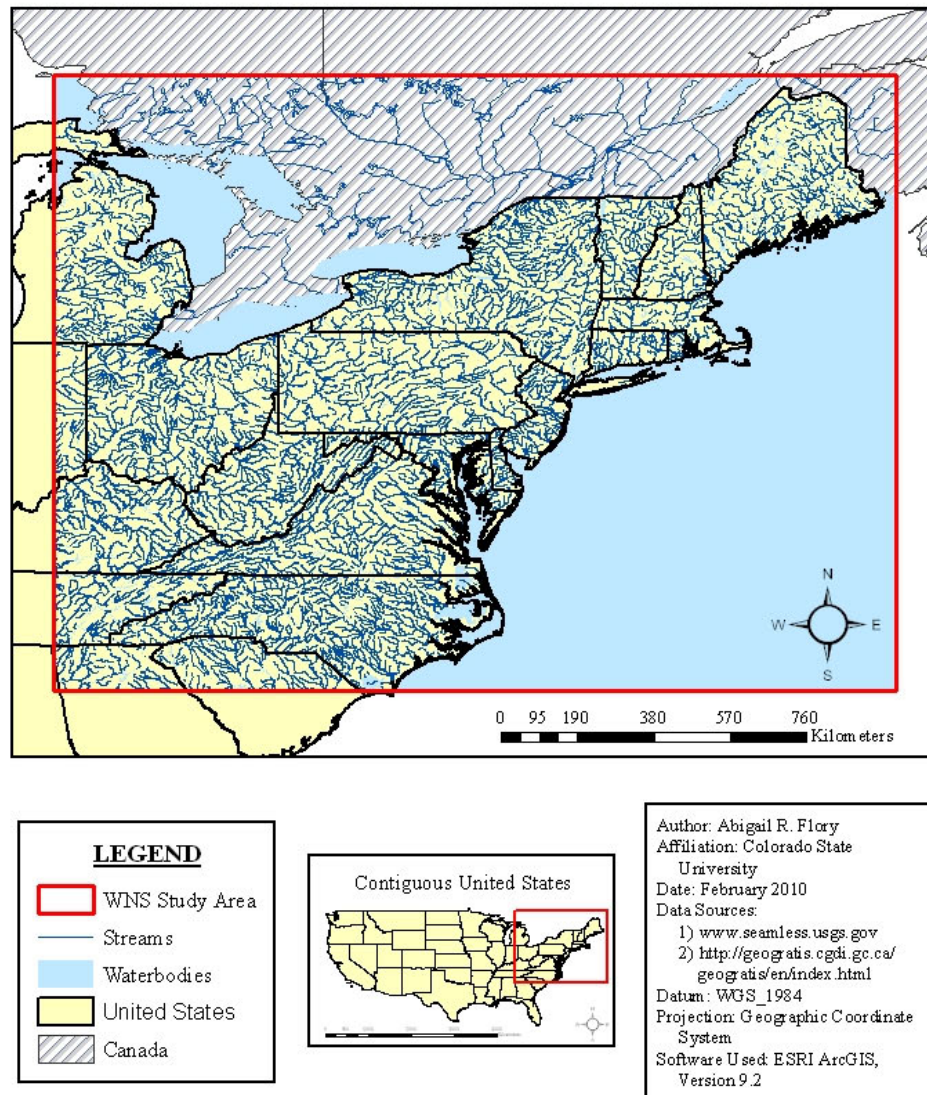 N
W E
S
0 95 190 380 570 760
Kilometers
LEGEND
WNS Study Area
Streams
Waterbodies
United States
Canada
Contiguous United States
Author: Abigail R. Flory
Affiliation: Colorado State
University
Date: February 2010
Data Sources:
1) www.seamless.usgs.gov
2) http://geogratis.cgdi.gc.ca/
geogratis/en/index.html
Datum: WGS_1984
Projection: Geographic Coordinate
System
Software Used: ESRI ArcGIS,
Version 9.2